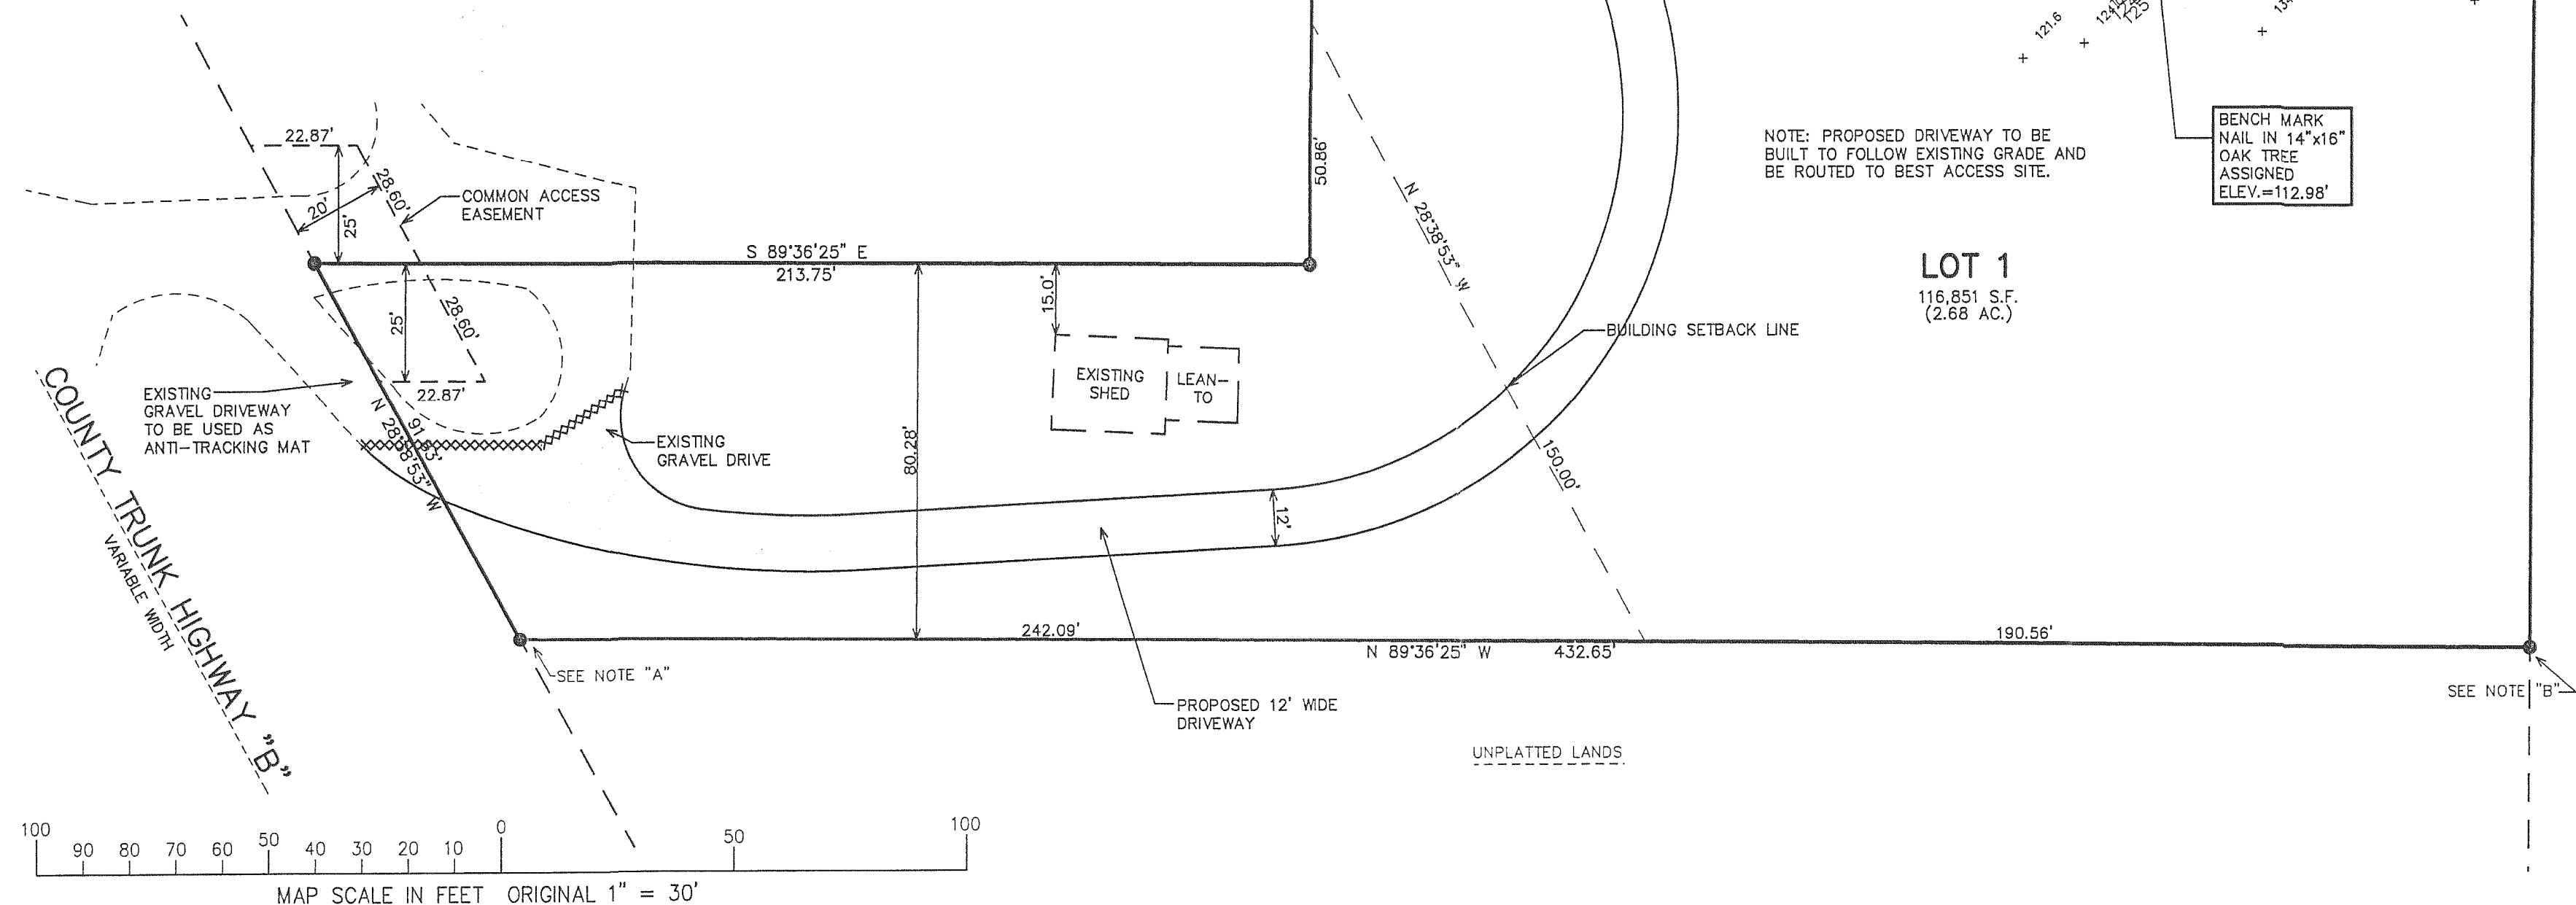 121.6
NOTE: PROPOSED DRIVEWAY TO BE
BUILT TO FOLLOW EXISTING GRADE AND
BE ROUTED TO BEST ACCESS SITE.
BENCH MARK
NAIL IN 14"x16"
OAK TREE
ASSIGNED
ELEV.=112.98'
22.87'
28.60'
20'
25'
COMMON ACCESS
EASEMENT
50.86'
N 28°38'53" W
S 89°36'25" E
213.75'
LOT 1
116,851 S.F.
(2.68 AC.)
25'
28.60'
22.87'
15.0'
BUILDING SETBACK LINE
EXISTING
SHED
LEAN-
TO
EXISTING
GRAVEL DRIVEWAY
TO BE USED AS
ANTI-TRACKING MAT
N 28°38'53" W
91.53'
EXISTING
GRAVEL DRIVE
80.28'
150.00'
12'
COUNTY TRUNK HIGHWAY "B"
VARIABLE WIDTH
242.09'
N 89°36'25" W 432.65'
190.56'
SEE NOTE "A"
SEE NOTE "B"
PROPOSED 12' WIDE
DRIVEWAY
UNPLATTED LANDS
100 90 80 70 60 50 40 30 20 10 0 50 100
MAP SCALE IN FEET ORIGINAL 1" = 30'